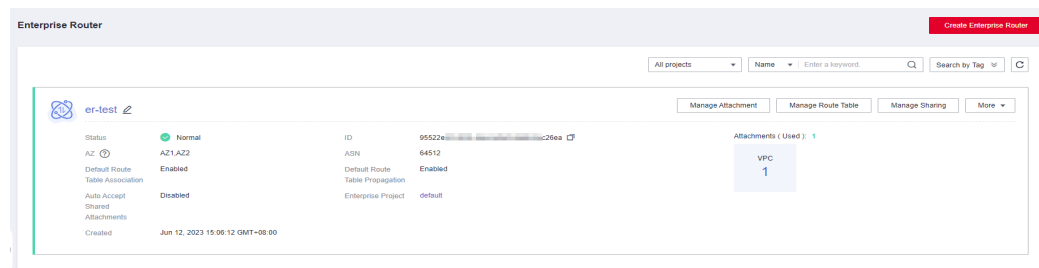 Enterprise Router
Create Enterprise Router
All projects
Name
Enter a keyword.
Search by Tag
er-test
Manage Attachment
Manage Route Table
Manage Sharing
More
Status
Normal
ID
95522e
c26ea
Attachments ( Used ): 1
AZ
AZ1,AZ2
ASN
64512
VPC
1
Default Route
Table Association
Enabled
Default Route
Table Propagation
Enabled
Auto Accept
Shared
Attachments
Disabled
Enterprise Project
default
Created
Jun 12, 2023 15:06:12 GMT+08:00